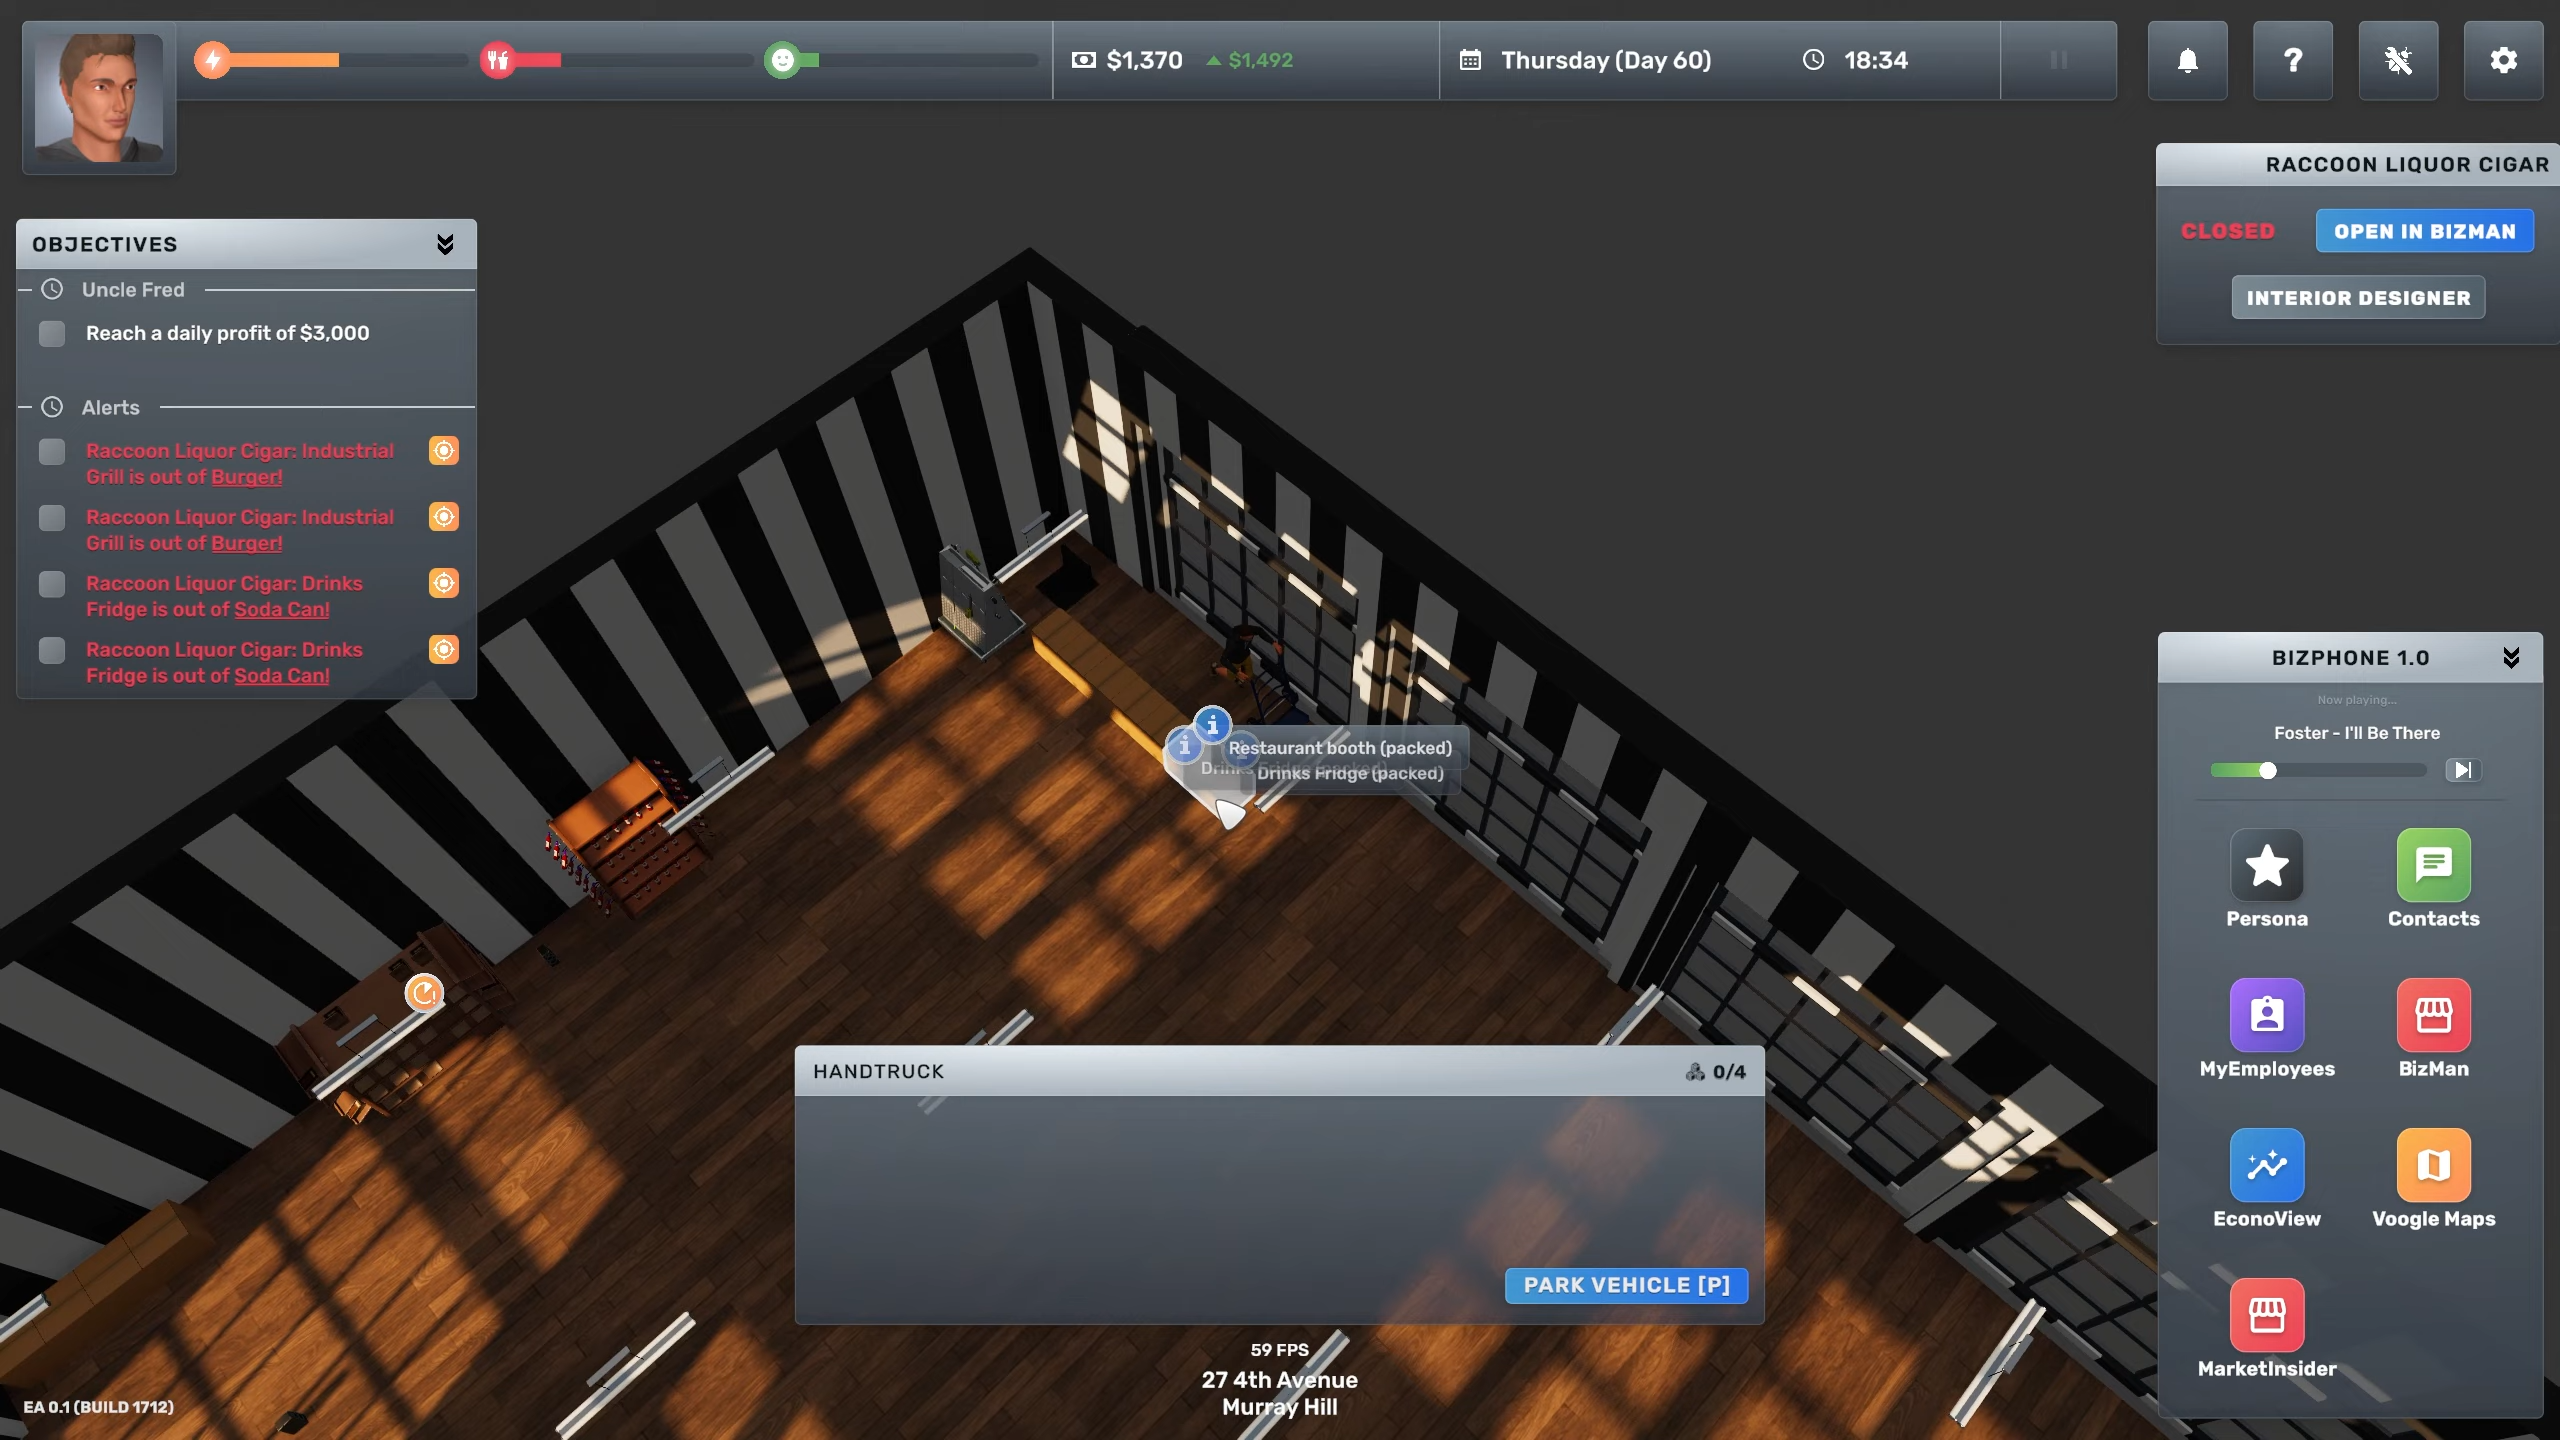 $1,370
$1,492
Thursday (Day 60)
18:34
?
RACCOON LIQUOR CIGAR
CLOSED
OPEN IN BIZMAN
INTERIOR DESIGNER
OBJECTIVES
Uncle Fred
Reach a daily profit of $3,000
Alerts
Raccoon Liquor Cigar: Industrial
Grill is out of Burger!
Raccoon Liquor Cigar: Industrial
Grill is out of Burger!
Raccoon Liquor Cigar: Drinks
Fridge is out of Soda Can!
Raccoon Liquor Cigar: Drinks
Fridge is out of Soda Can!
Restaurant booth (packed)
Drinks Fridge (packed)
BIZPHONE 1.0
Now playing...
Foster - I'll Be There
Persona
Contacts
MyEmployees
BizMan
EconoView
Voogle Maps
MarketInsider
HANDTRUCK
0/4
PARK VEHICLE [P]
59 FPS
27 4th Avenue
Murray Hill
EA 0.1 (BUILD 1712)